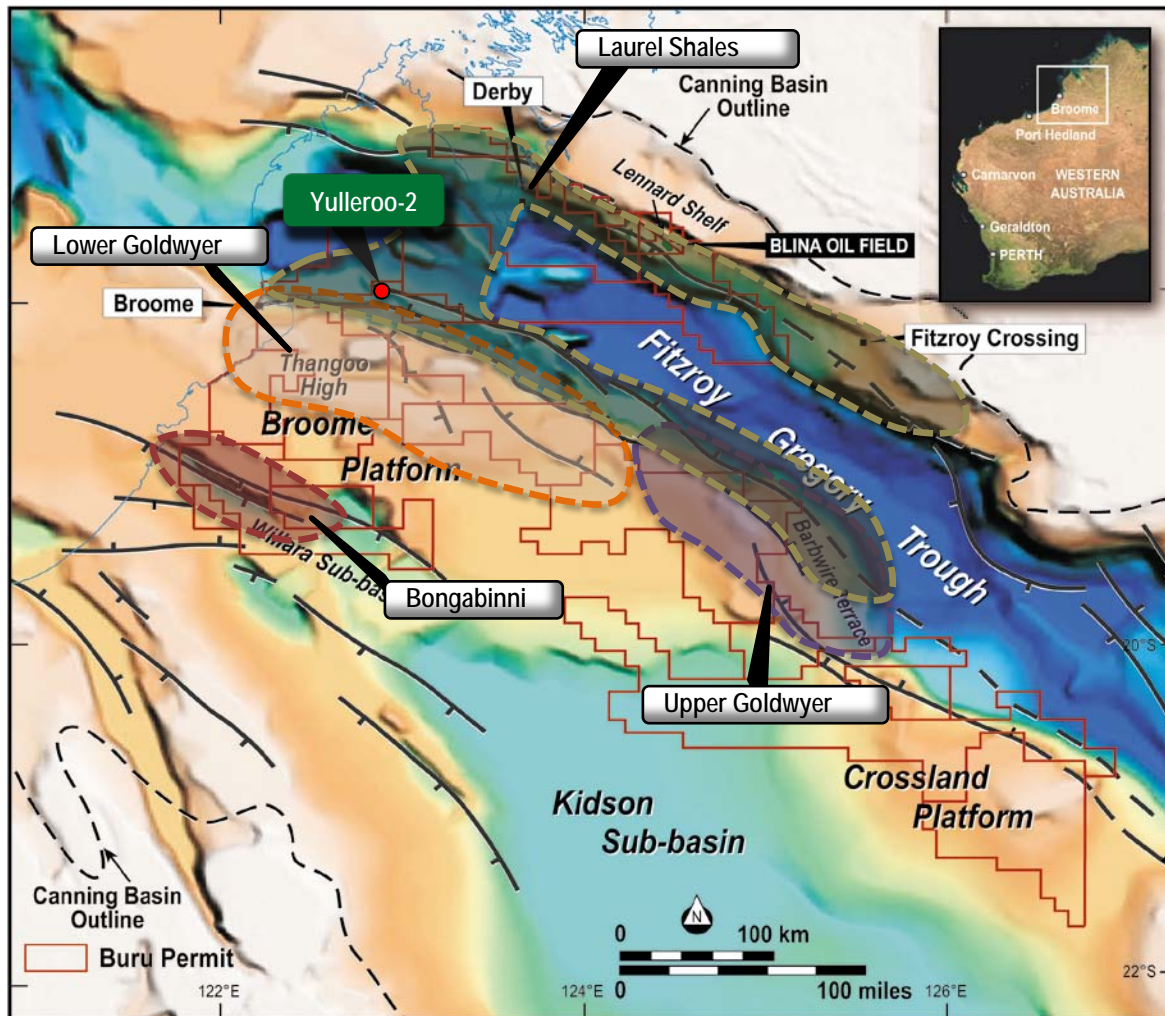 Laurel Shales
Derby
Canning Basin
Outline
Lennard Shelf
Yulleroo-2
Lower Goldwyer
BLINA OIL FIELD
Broome
Fitzroy Crossing
Thangoo
High
Broome
Platform
Fitzroy
Gregory
Trough
Barbwire Terrace
Willara Sub-bas
Bongabinni
Upper Goldwyer
20°S
Kidson
Sub-basin
Crossland
Platform
Canning Basin
Outline
Buru Permit
N
0 100 km
0 100 miles
122°E
124°E
126°E
22°S
Broome
Port Hedland
Carnarvon
WESTERN
AUSTRALIA
Geraldton
PERTH